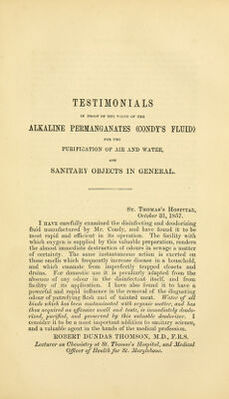 TESTIMONIALS
IN PROOF OF THE VALUE OF THE
ALKALINE PERMANGANATES (CONDY'S FLUID)
FOR THE
PURIFICATION OF AIR AND WATER,
AND
SANITARY OBJECTS IN GENERAL.
ST. THOMAS'S HOSPITAL,
October 31, 1857.
I HAVE carefully examined the disinfecting and deodorizing
fluid manufactured by Mr. Condy, and have found it to be
most rapid and efficient in its operation. The facility with
which oxygen is supplied by this valuable preparation, renders
the almost immediate destruction of odours in sewage a matter
of certainty. The same instantaneous action is exerted on
those smells which frequently increase disease in a household,
and which emanate from imperfectly trapped closets and
drains. For domestic use it is peculiarly adapted from the
absence of any odour in the disinfectant itself, and from
facility of its application. I have also found it to have a
powerful and rapid influence in the removal of the disgusting
odour of putrefying flesh and of tainted meat. Water of all
kinds which has been contaminated with organic matter, and has
thus acquired an offensive smell and taste, is immediately deodo-
rized, purified, and preserved by this valuable deodorizer. I
consider it to be a most important addition to sanitary science,
and a valuable agent in the hands of the medical profession.
ROBERT DUNDAS THOMSON, M.D., F.R.S.
Lecturer on Chemistry at St. Thomas's Hospital, and Medical
Officer of Health for St. Marylebone.